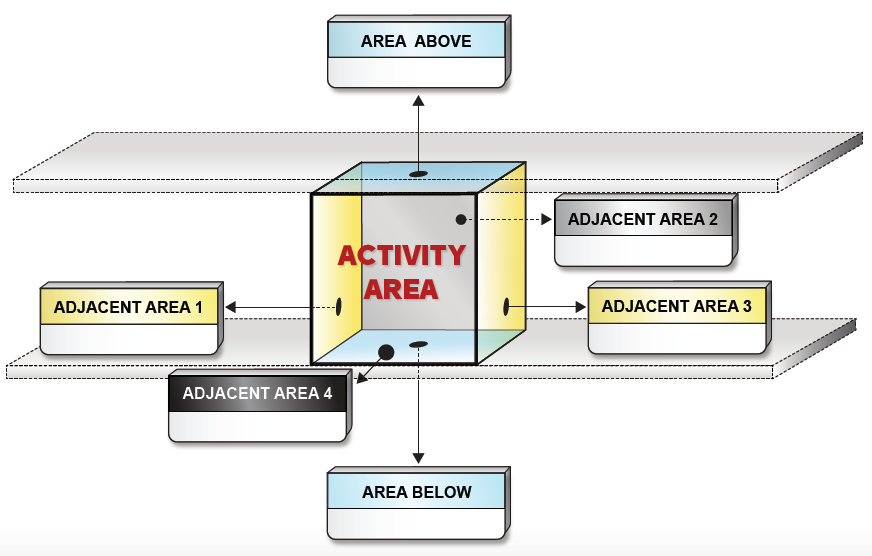 AREA ABOVE
ADJACENT AREA 2
ACTIVITY
AREA
ADJACENT AREA 1
ADJACENT AREA 3
ADJACENT AREA 4
AREA BELOW